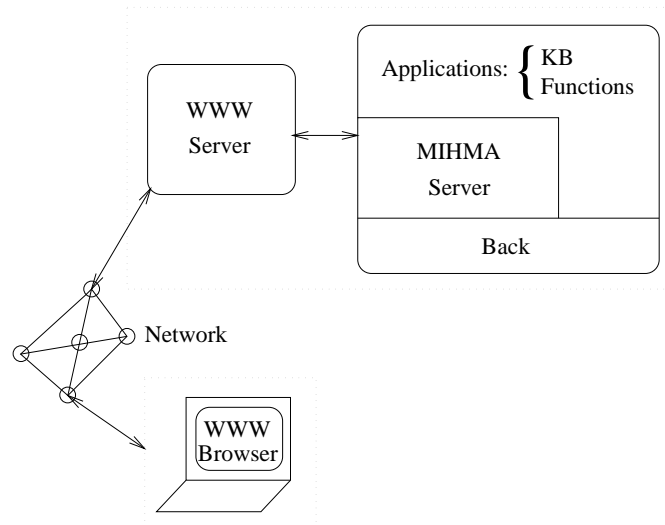 Applications: { KB
Functions
WWW
Server
MIHMA
Server
Back
Network
WWW
Browser